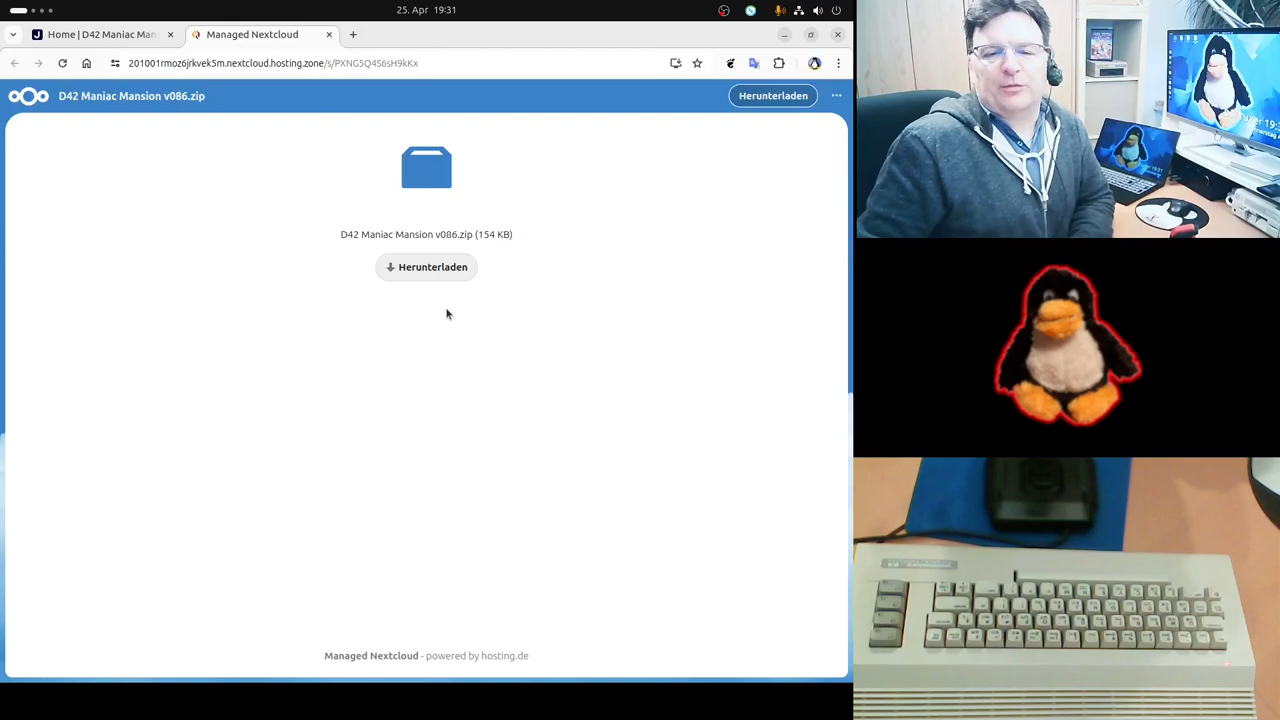 25. Apr 19:31
Home | D42 Maniac Man
Managed Nextcloud
201001rmoz6jrkvek5m.nextcloud.hosting.zone/s/PXNG5Q4S6sH9kKx
D42 Maniac Mansion v086.zip
Herunterladen
D42 Maniac Mansion v086.zip (154 KB)
Herunterladen
Managed Nextcloud - powered by hosting.de